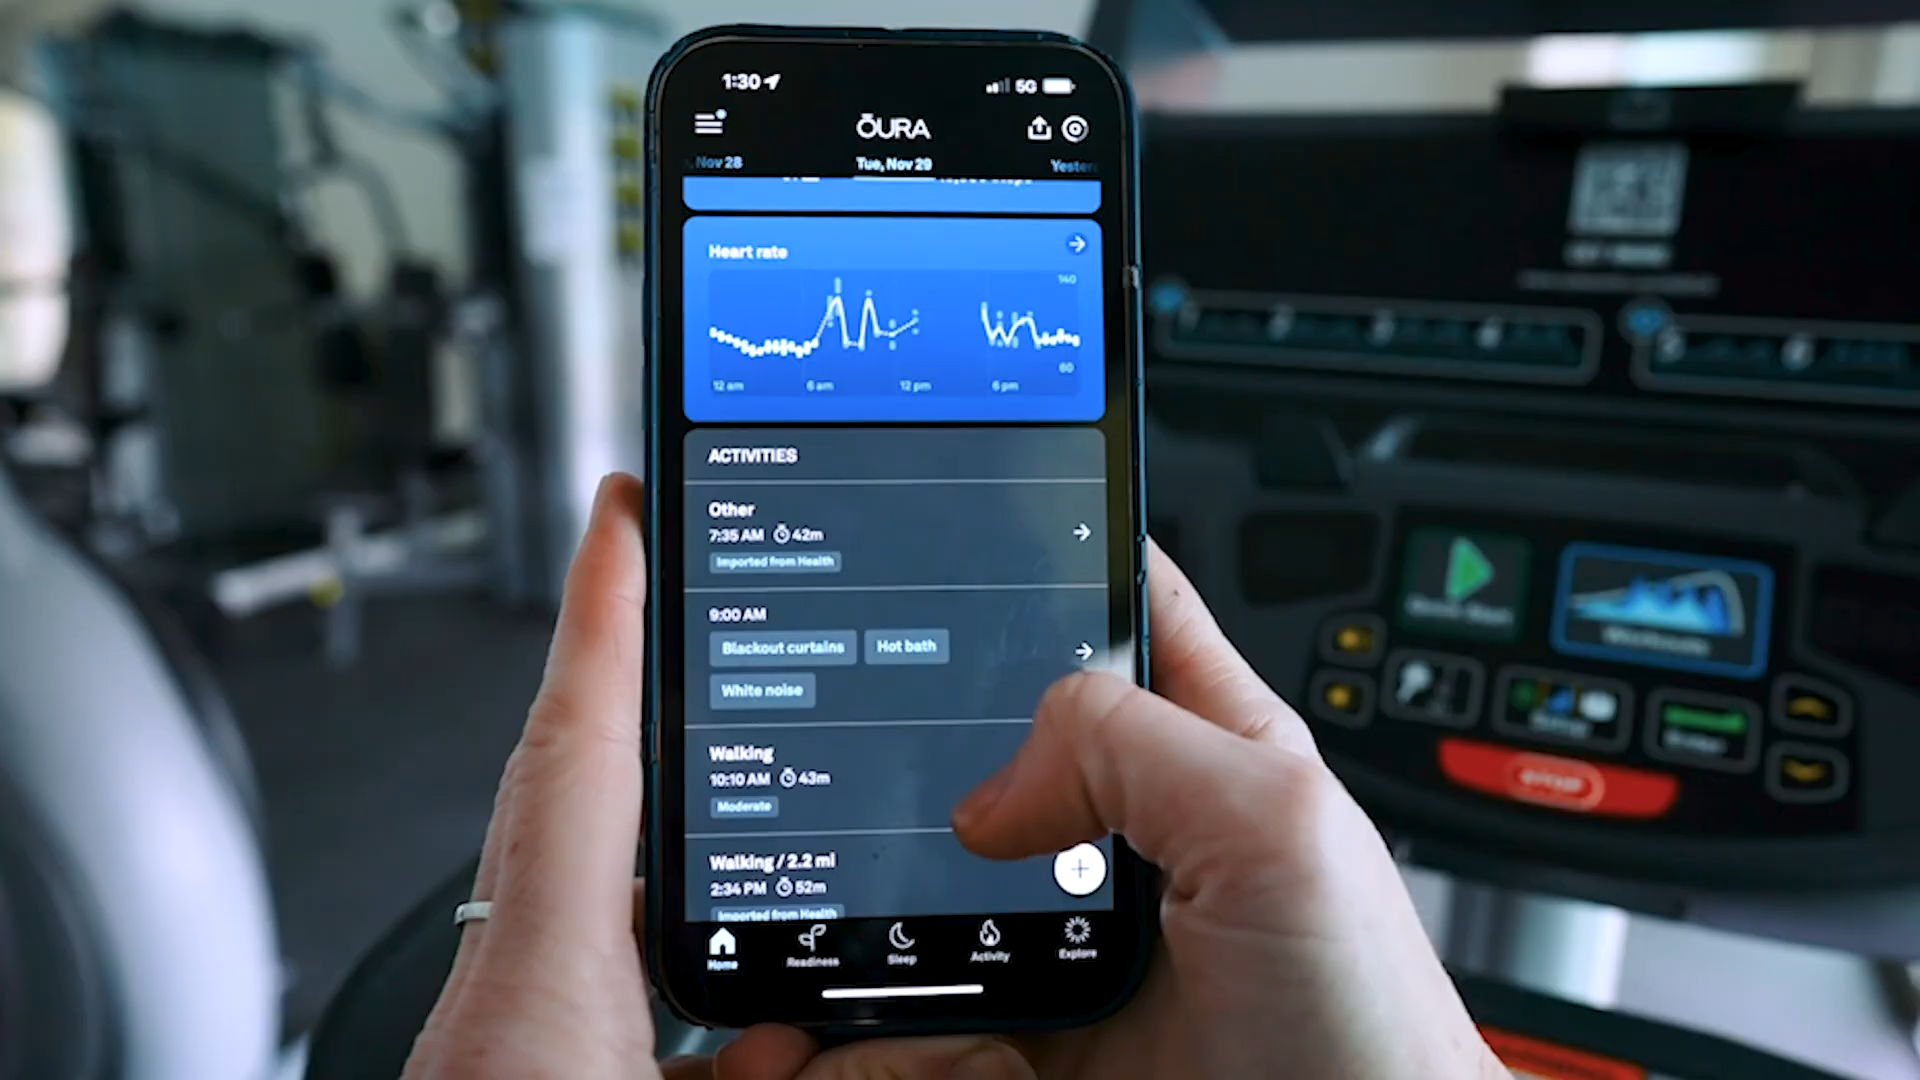 1:30 5G
ŌURA
Nov 28 Tue, Nov 29 Yester
Heart rate
140
60
12 am 6 am 12 pm 6 pm
ACTIVITIES
Other
7:35 AM 42m
Imported from Health
9:00 AM
Blackout curtains Hot bath
White noise
Walking
10:10 AM 43m
Moderate
Walking / 2.2 mi
2:34 PM 52m
Imported from Health
Home Readiness Sleep Activity Explore